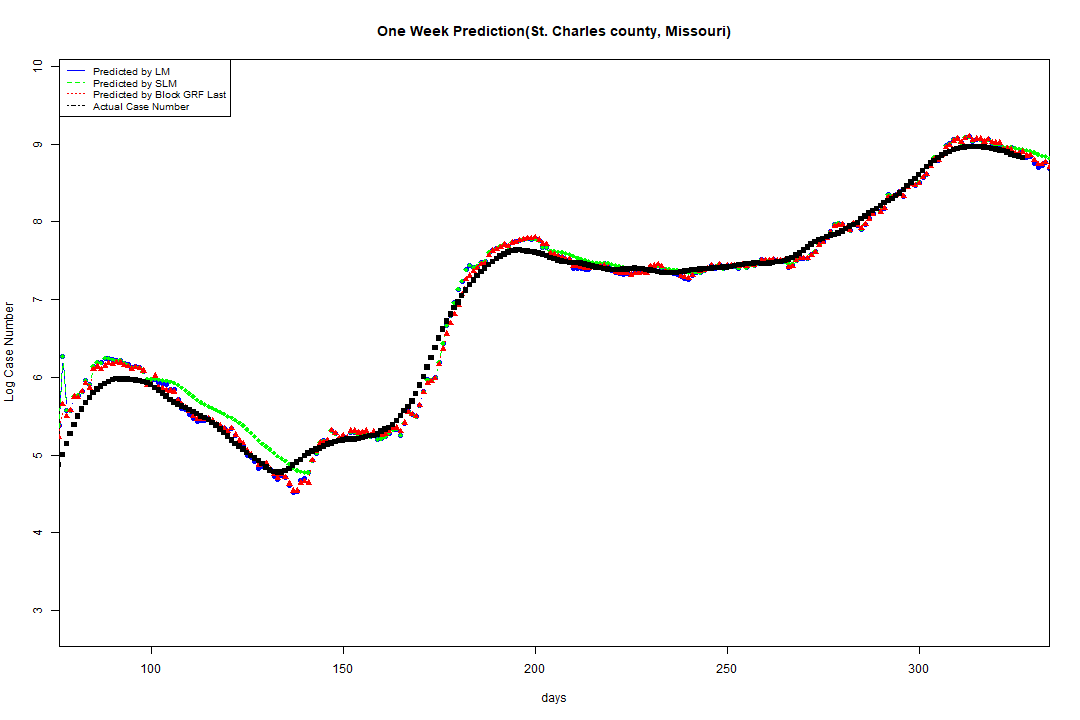 One Week Prediction(St. Charles county, Missouri)
Predicted by LM
Predicted by SLM
Predicted by Block GRF Last
Actual Case Number
10
9
8
7
6
5
4
3
Log Case Number
100 150 200 250 300
days